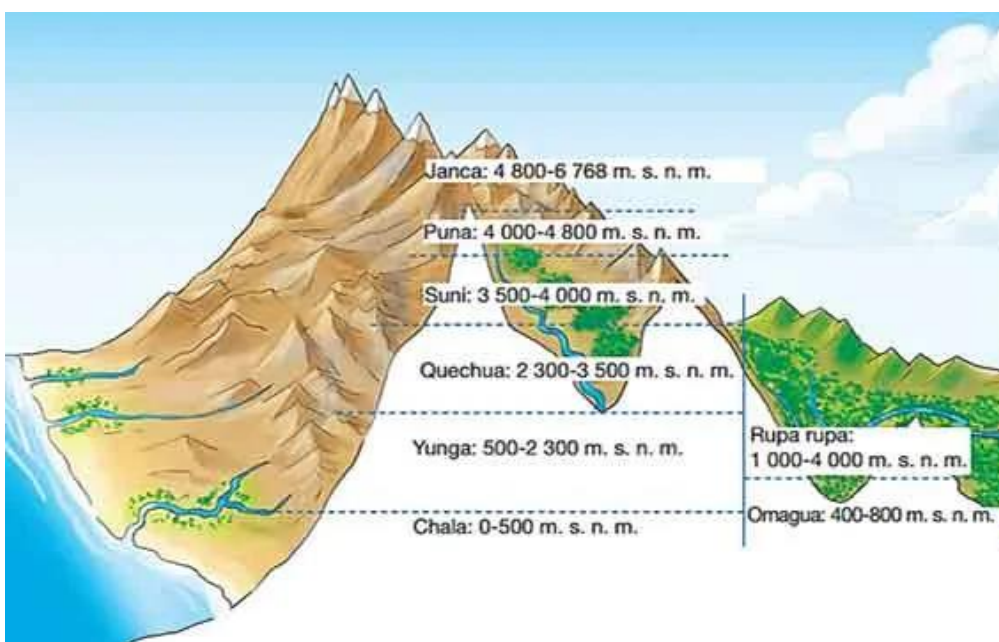 Janca: 4 800-6 768 m. s. n. m.
Puna: 4 000-4 800 m. s. n. m.
Suni: 3 500-4 000 m. s. n. m.
Quechua: 2 300-3 500 m. s. n. m.
Yunga: 500-2 300 m. s. n. m.
Chala: 0-500 m. s. n. m.
Rupa rupa:
1 000-4 000 m. s. n. m.
Omagua: 400-800 m. s. n. m.